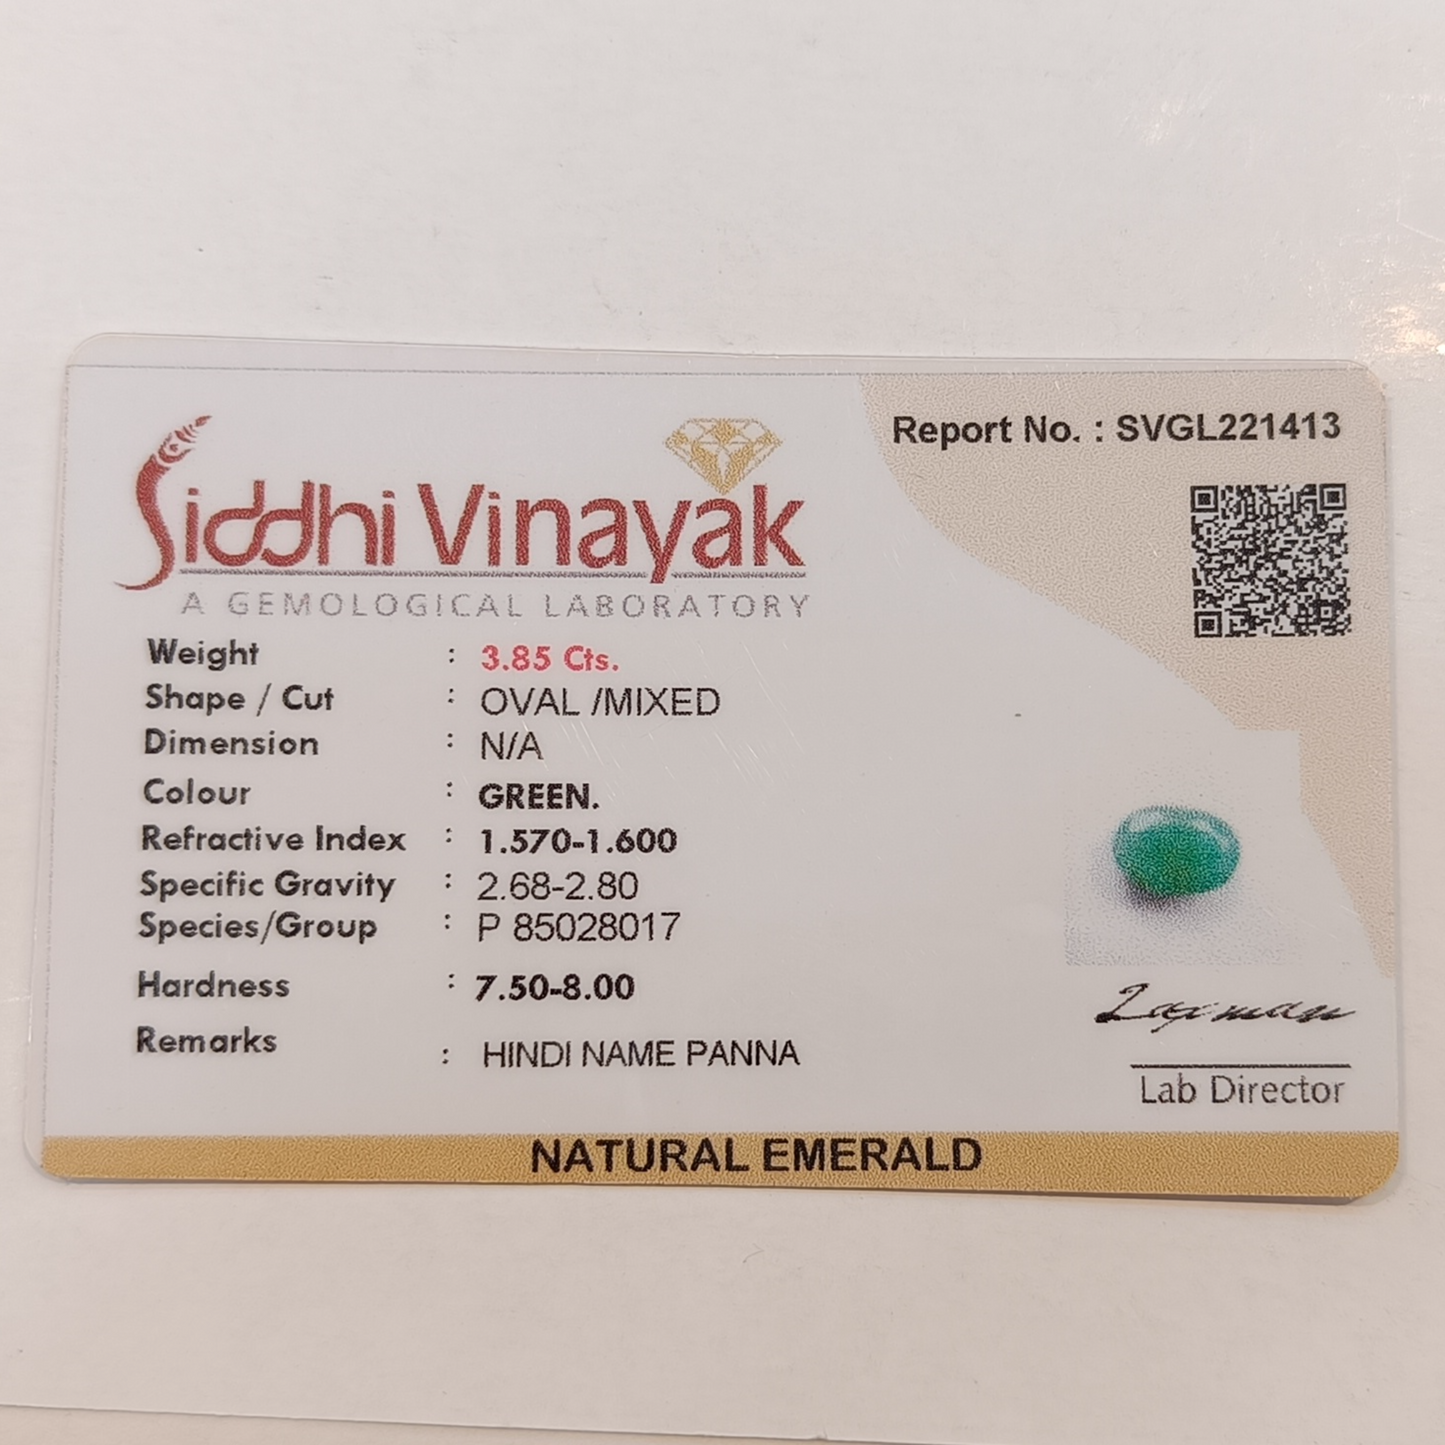 Report No. : SVGL221413
Siddhi Vinayak
A GEMOLOGICAL LABORATORY
Weight : 3.85 Cts.
Shape / Cut : OVAL /MIXED
Dimension : N/A
Colour : GREEN.
Refractive Index : 1.570-1.600
Specific Gravity : 2.68-2.80
Species/Group : P 85028017
Hardness : 7.50-8.00
Remarks : HINDI NAME PANNA
Laxman
Lab Director
NATURAL EMERALD